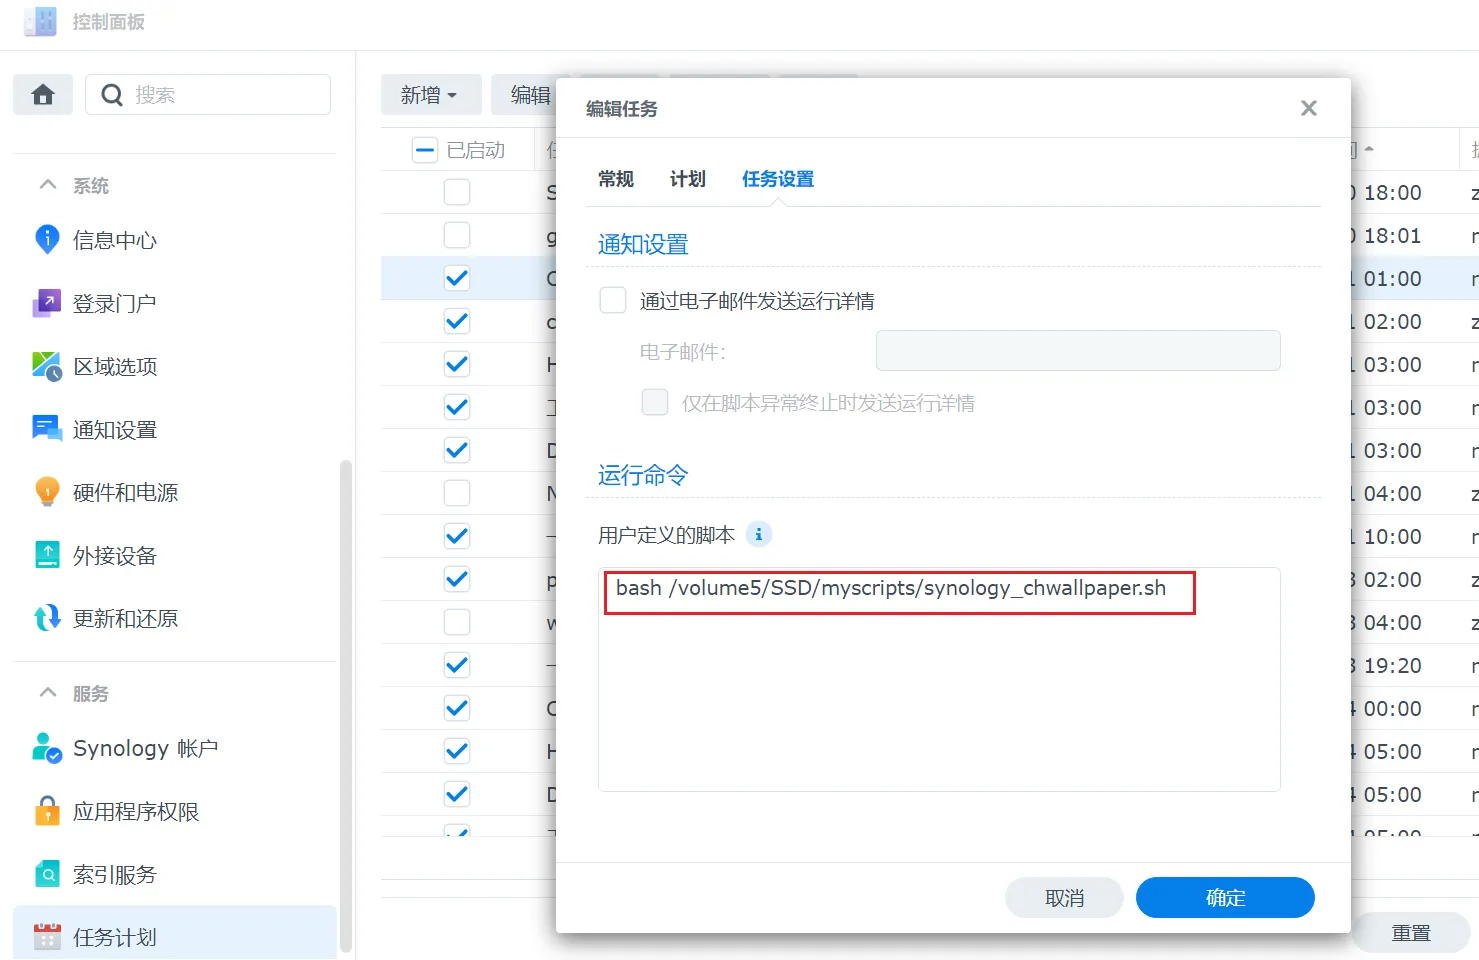 控制面板
搜索
系统
信息中心
登录门户
区域选项
通知设置
硬件和电源
外接设备
更新和还原
服务
Synology 帐户
应用程序权限
索引服务
任务计划
新增
编辑
已启动
18:00
18:01
01:00
02:00
03:00
03:00
03:00
04:00
10:00
02:00
04:00
19:20
00:00
05:00
05:00
编辑任务
常规 计划 任务设置
通知设置
通过电子邮件发送运行详情
电子邮件:
仅在脚本异常终止时发送运行详情
运行命令
用户定义的脚本
bash /volume5/SSD/myscripts/synology_chwallpaper.sh
取消 确定
重置